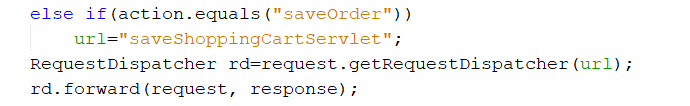 else if(action.equals("saveOrder"))
url="saveShoppingCartServlet";
RequestDispatcher rd=request.getRequestDispatcher(url);
rd.forward(request, response);